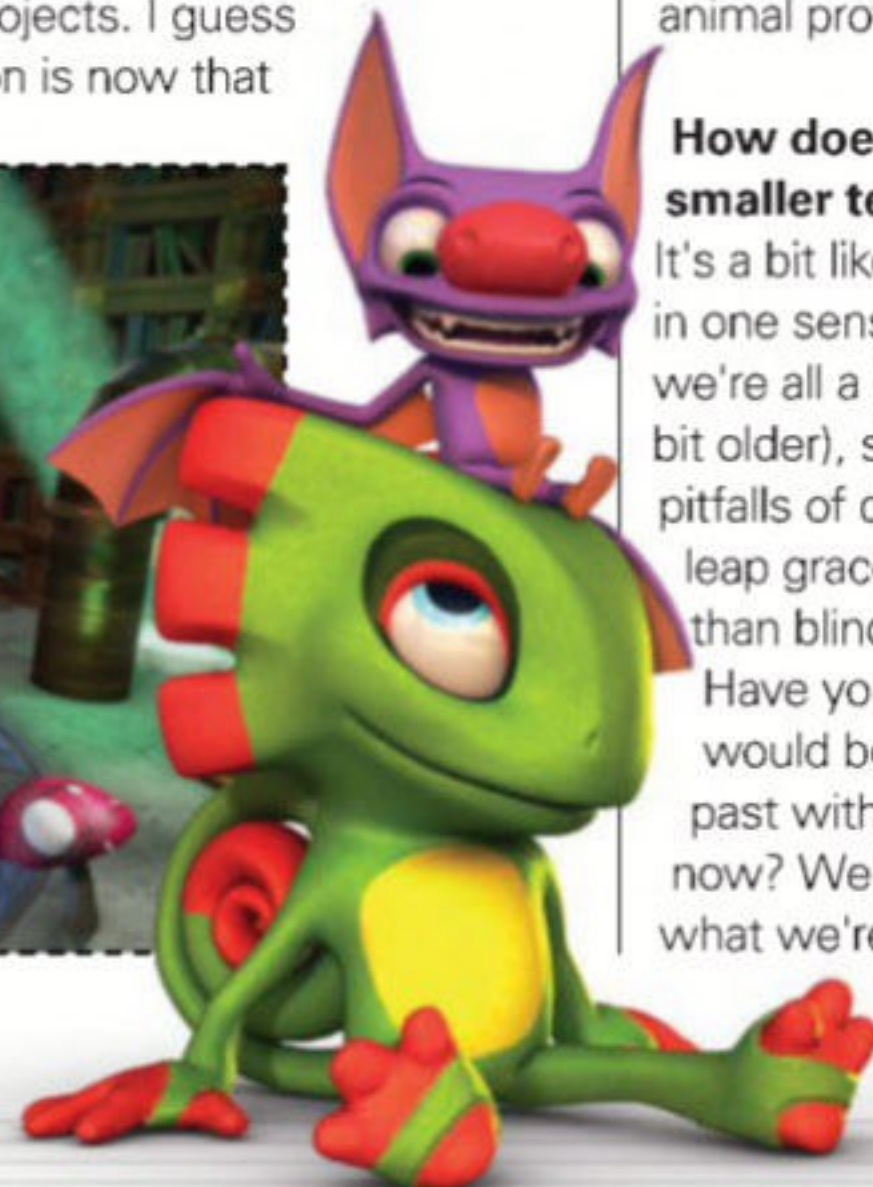 ojects. I guess
n is now that
animal pro
How doe
smaller te
It's a bit lik
in one sens
we're all a
bit older), s
pitfalls of
leap grac
than blin
Have yo
would b
past with
now? We
what we're